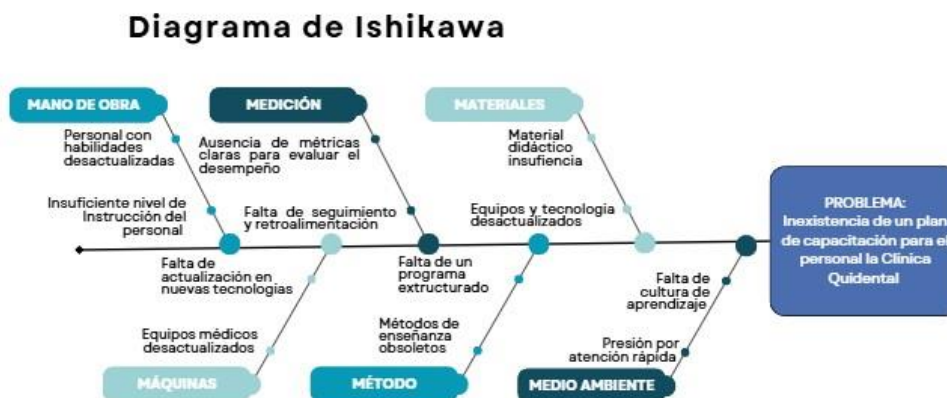 Diagrama de Ishikawa
MANO DE OBRA
MEDICIÓN
MATERIALES
Personal con
habilidades
desactualizadas
Ausencia de métricas
claras para evaluar el
desempeño
Material
didáctico
insufiencia
Insuficiente nivel de
Instrucción del
personal
Falta de seguimiento
y retroalimentación
Equipos y tecnologia
desactualizados
PROBLEMA:
Inexistencia de un plan
de capacitación para el
personal la Clínica
Quidental
Falta de
actualización en
nuevas tecnologias
Falta de un
programa
extructurado
Falta de
cultura de
aprendizaje
Equipos médicos
desactualizados
Métodos de
enseñanza
obsoletos
Presión por
atención rápida
MÁQUINAS
MÉTODO
MEDIO AMBIENTE